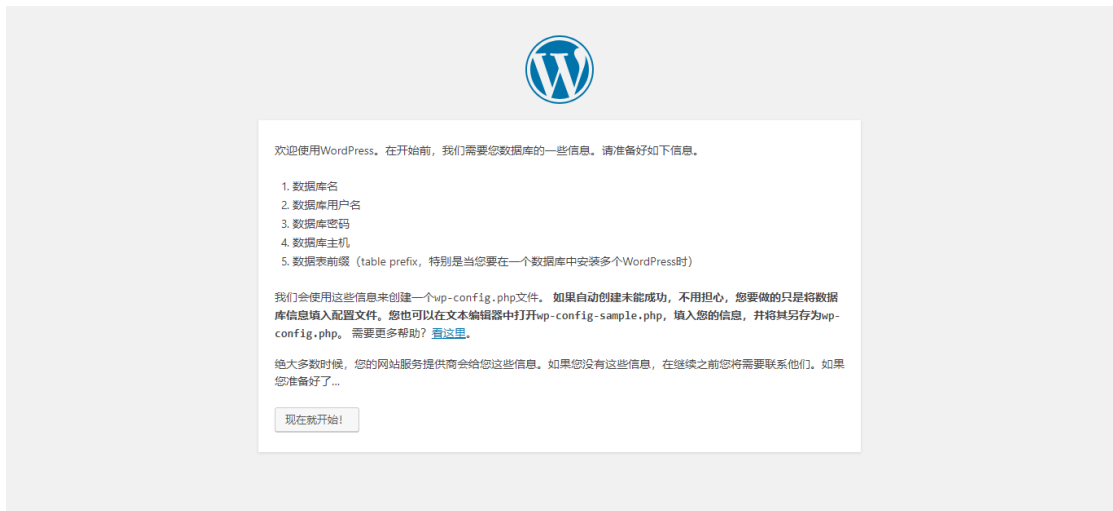 欢迎使用WordPress。在开始前，我们需要您数据库的一些信息。请准备好如下信息。
1. 数据库名
2. 数据库用户名
3. 数据库密码
4. 数据库主机
5. 数据表前缀（table prefix，特别是当您要在一个数据库中安装多个WordPress时）
我们会使用这些信息来创建一个wp-config.php文件。 如果自动创建未能成功，不用担心，您要做的只是将数据
库信息填入配置文件。您也可以在文本编辑器中打开wp-config-sample.php，填入您的信息，并将其另存为wp-
config.php。 需要更多帮助？看这里。
绝大多数时候，您的网站服务提供商会给您这些信息。如果您没有这些信息，在继续之前您将需要联系他们。如果
您准备好了…
现在就开始！